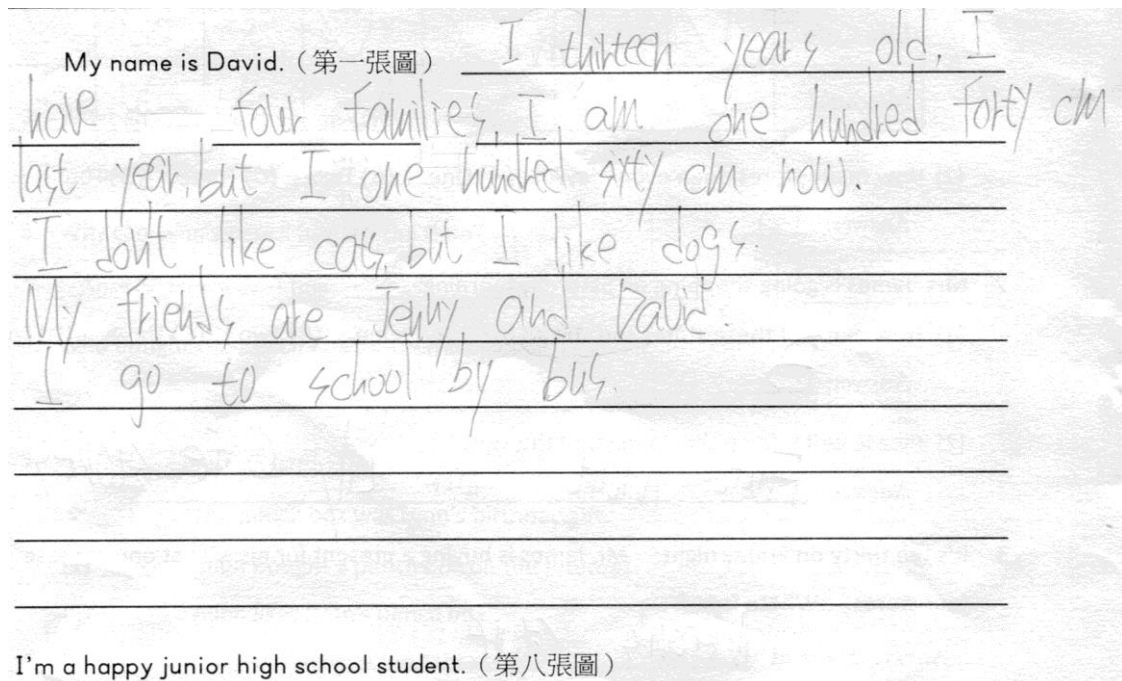 My name is David.（第一張圖） I thirteen years old. I
have four families. I am one hundred forty cm
last year, but I one hundred sixty cm now.
I don't like cats, but I like dogs.
My friends are Jenny and David.
I go to school by bus.
I'm a happy junior high school student.（第八張圖）